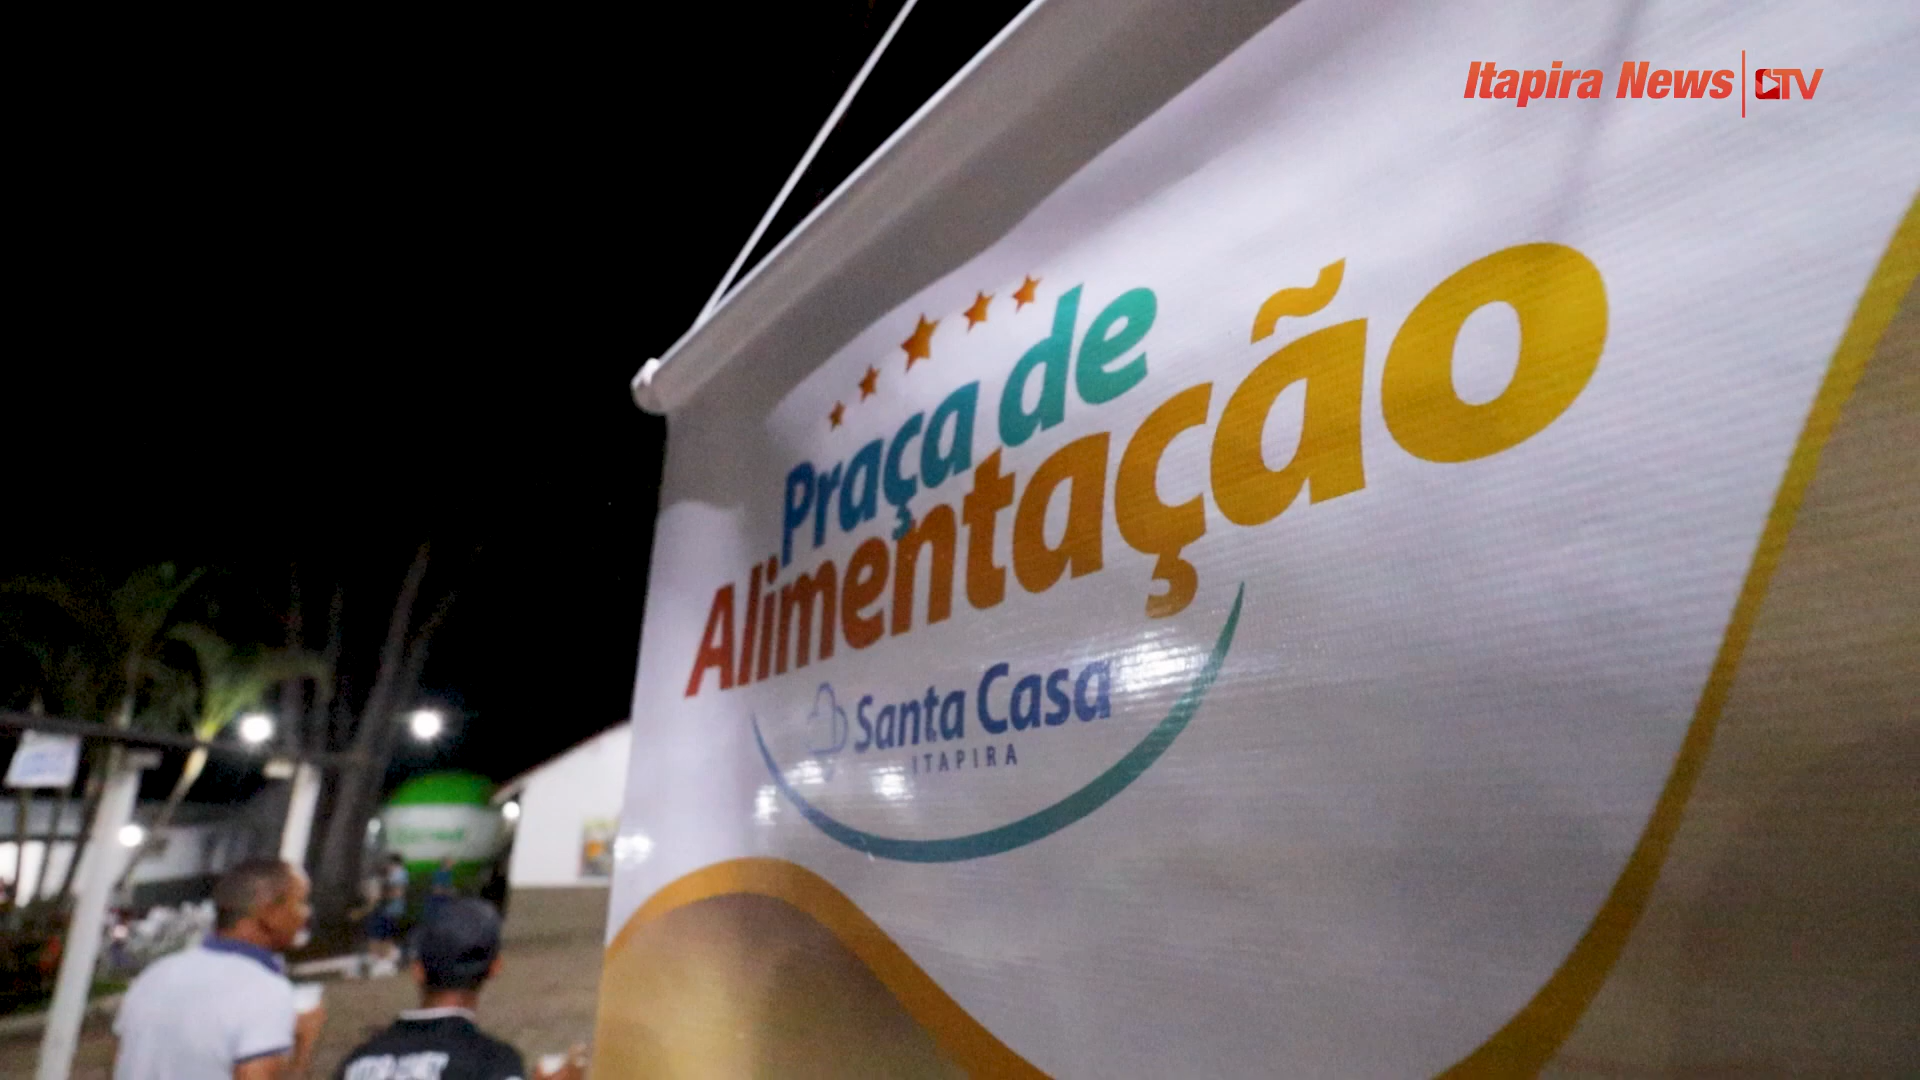 Itapira News TV
Praça de
Alimentação
Santa Casa
ITAPIRA